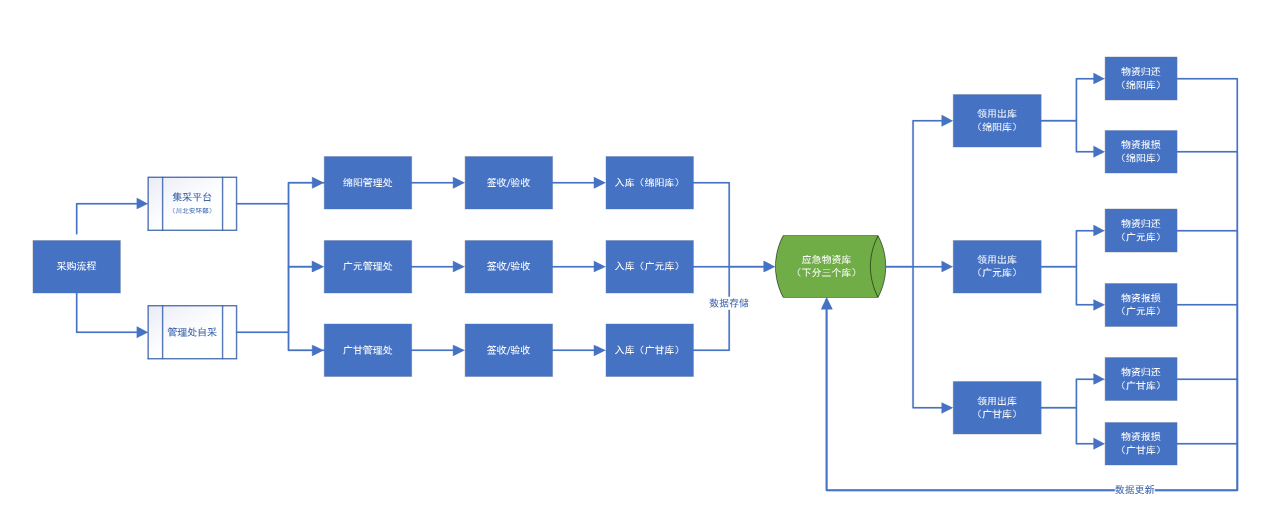 采购流程
集采平台
（川北安环部）
管理处自采
绵阳管理处
签收/验收
入库（绵阳库）
广元管理处
签收/验收
入库（广元库）
广甘管理处
签收/验收
入库（广甘库）
数据存储
应急物资库
（下分三个库）
领用出库
（绵阳库）
物资归还
（绵阳库）
物资报损
（绵阳库）
领用出库
（广元库）
物资归还
（广元库）
物资报损
（广元库）
领用出库
（广甘库）
物资归还
（广甘库）
物资报损
（广甘库）
数据更新